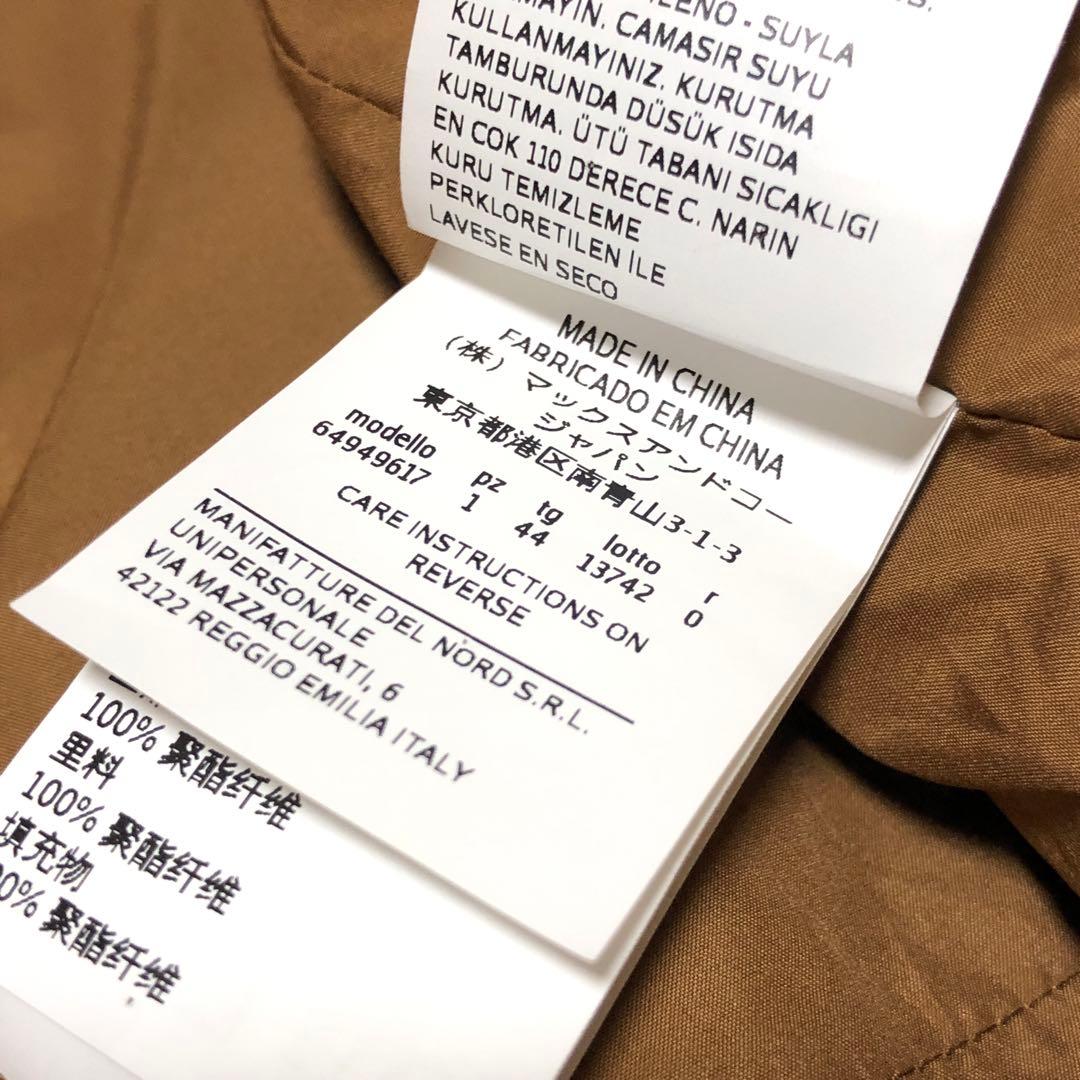 LENO - SUYLA
CAMASIR SUYU
KULLANMAYINIZ. KURUTMA
TAMBURUNDA DÜSÜK ISIDA
KURUTMA. ÜTÜ TABANI SICAKLIGI
EN COK 110 DERECE C. NARIN
KURU TEMIZLEME
PERKLORETILEN ILE
LAVESE EN SECO
MADE IN CHINA
FABRICADO EM CHINA
(株) マックスアンドコー
ジャパン
東京都港区南青山3-1-3
modello pz tg lotto r
64949617 1 44 13742 0
CARE INSTRUCTIONS ON
REVERSE
MANIFATTURE DEL NORD S.R.L.
UNIPERSONALE
VIA MAZZACURATI, 6
42122 REGGIO EMILIA ITALY
100% 聚酯纤维
里料
100% 聚酯纤维
填充物
聚酯纤维